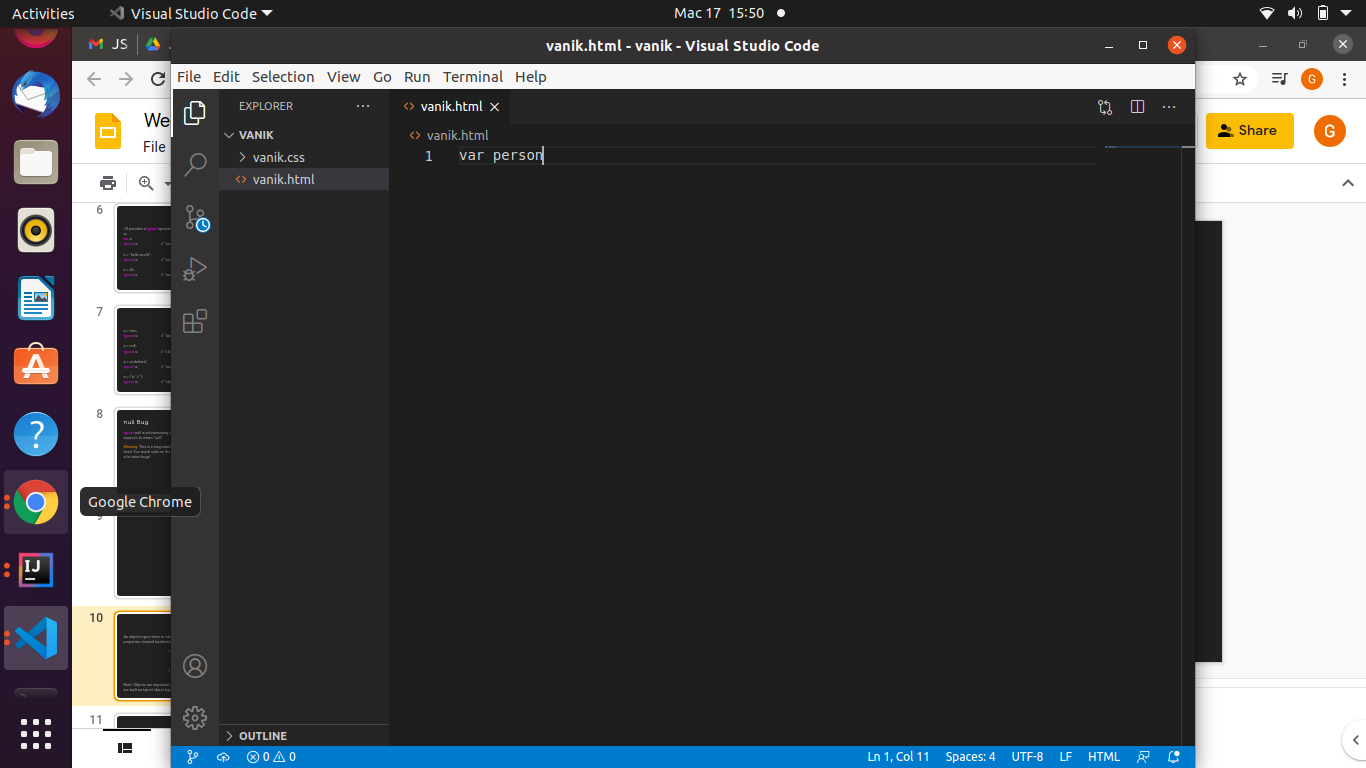 Activities
Visual Studio Code
Mac 17 15:50
JS
vanik.html - vanik - Visual Studio Code
File Edit Selection View Go Run Terminal Help
EXPLORER
vanik.html
VANIK
vanik.html
vanik.css
1 var person
vanik.html
We
File
Share
G
G
6
7
8
null Bug
Google Chrome
10
11
OUTLINE
0 0
Ln 1, Col 11 Spaces: 4 UTF-8 LF HTML